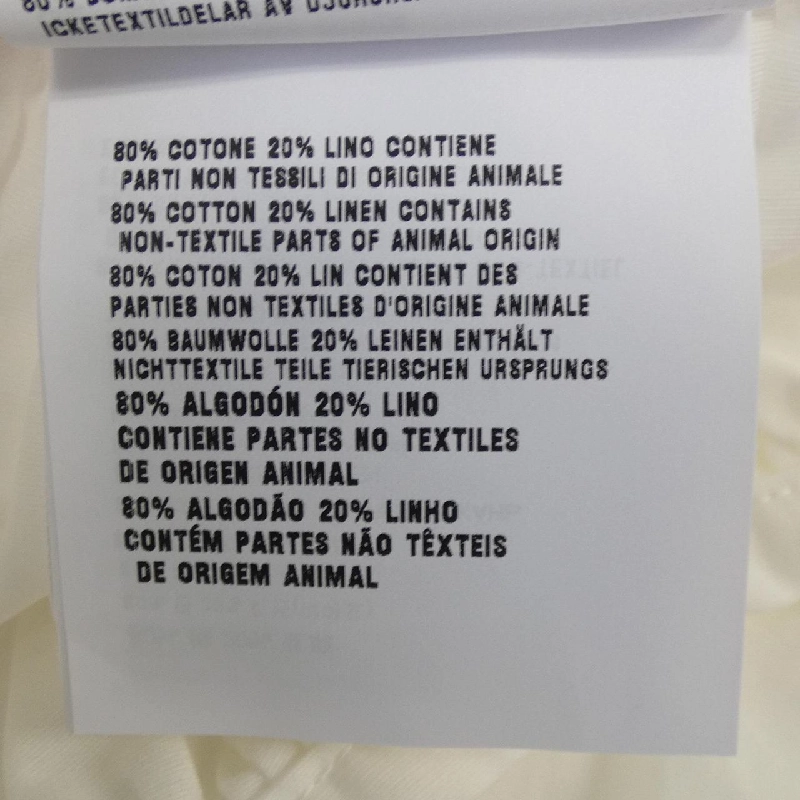 80%
ICKETEXTILDELAR AV
80% COTONE 20% LINO CONTIENE
PARTI NON TESSILI DI ORIGINE ANIMALE
80% COTTON 20% LINEN CONTAINS
NON-TEXTILE PARTS OF ANIMAL ORIGIN
80% COTON 20% LIN CONTIENT DES
PARTIES NON TEXTILES D'ORIGINE ANIMALE
80% BAUMWOLLE 20% LEINEN ENTHÄLT
NICHTTEXTILE TEILE TIERISCHEN URSPRUNGS
80% ALGODÓN 20% LINO
CONTIENE PARTES NO TEXTILES
DE ORIGEN ANIMAL
80% ALGODÃO 20% LINHO
CONTÉM PARTES NÃO TÊXTEIS
DE ORIGEM ANIMAL